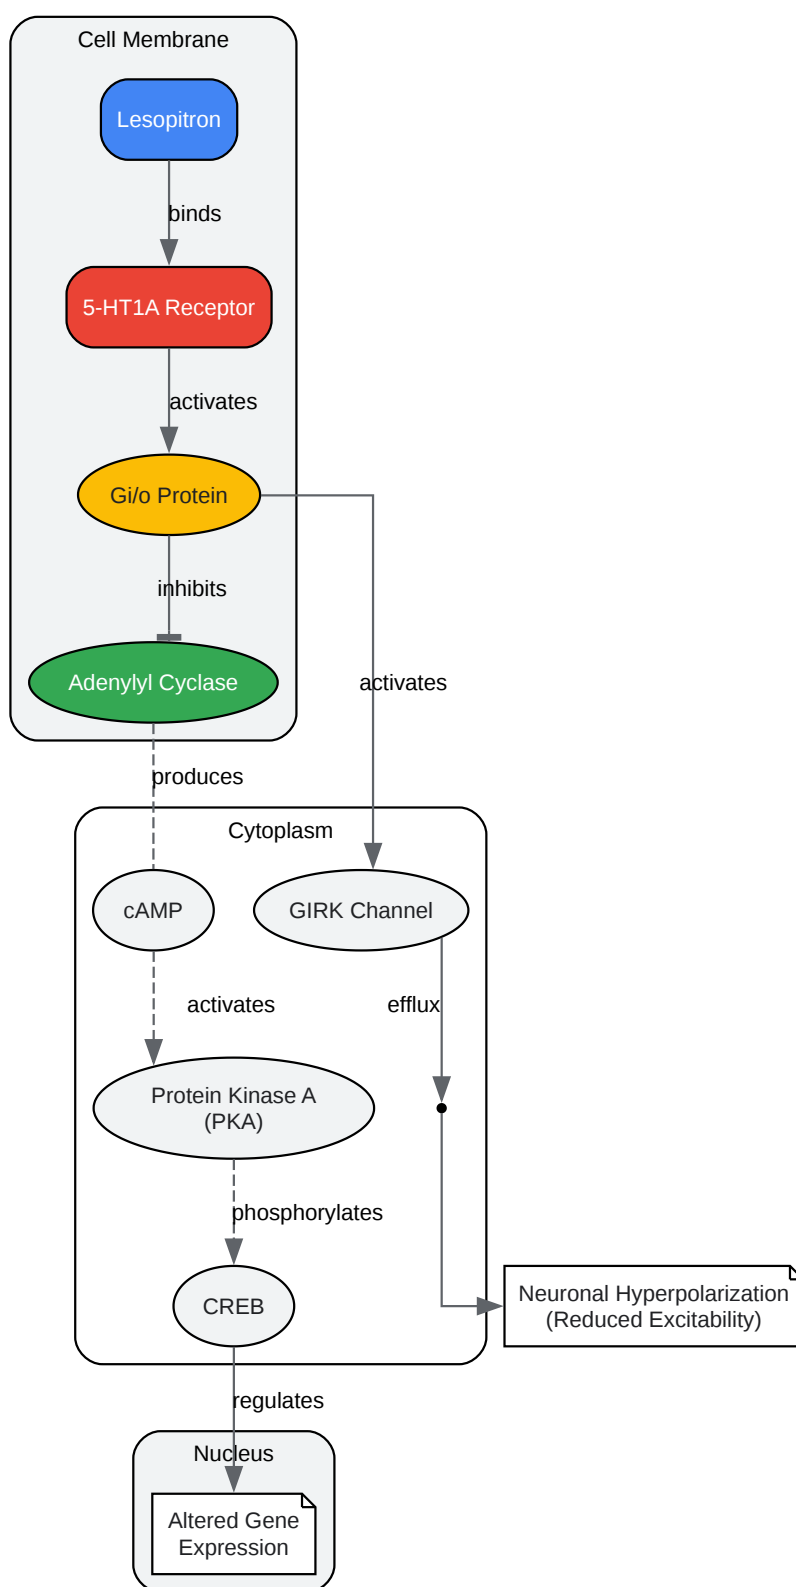 Cell Membrane
Lesopitron
binds
5-HT1A Receptor
activates
Gi/o Protein
inhibits
activates
Adenylyl Cyclase
produces
Cytoplasm
cAMP
GIRK Channel
activates
efflux
Protein Kinase A
(PKA)
phosphorylates
CREB
Neuronal Hyperpolarization
(Reduced Excitability)
regulates
Nucleus
Altered Gene
Expression